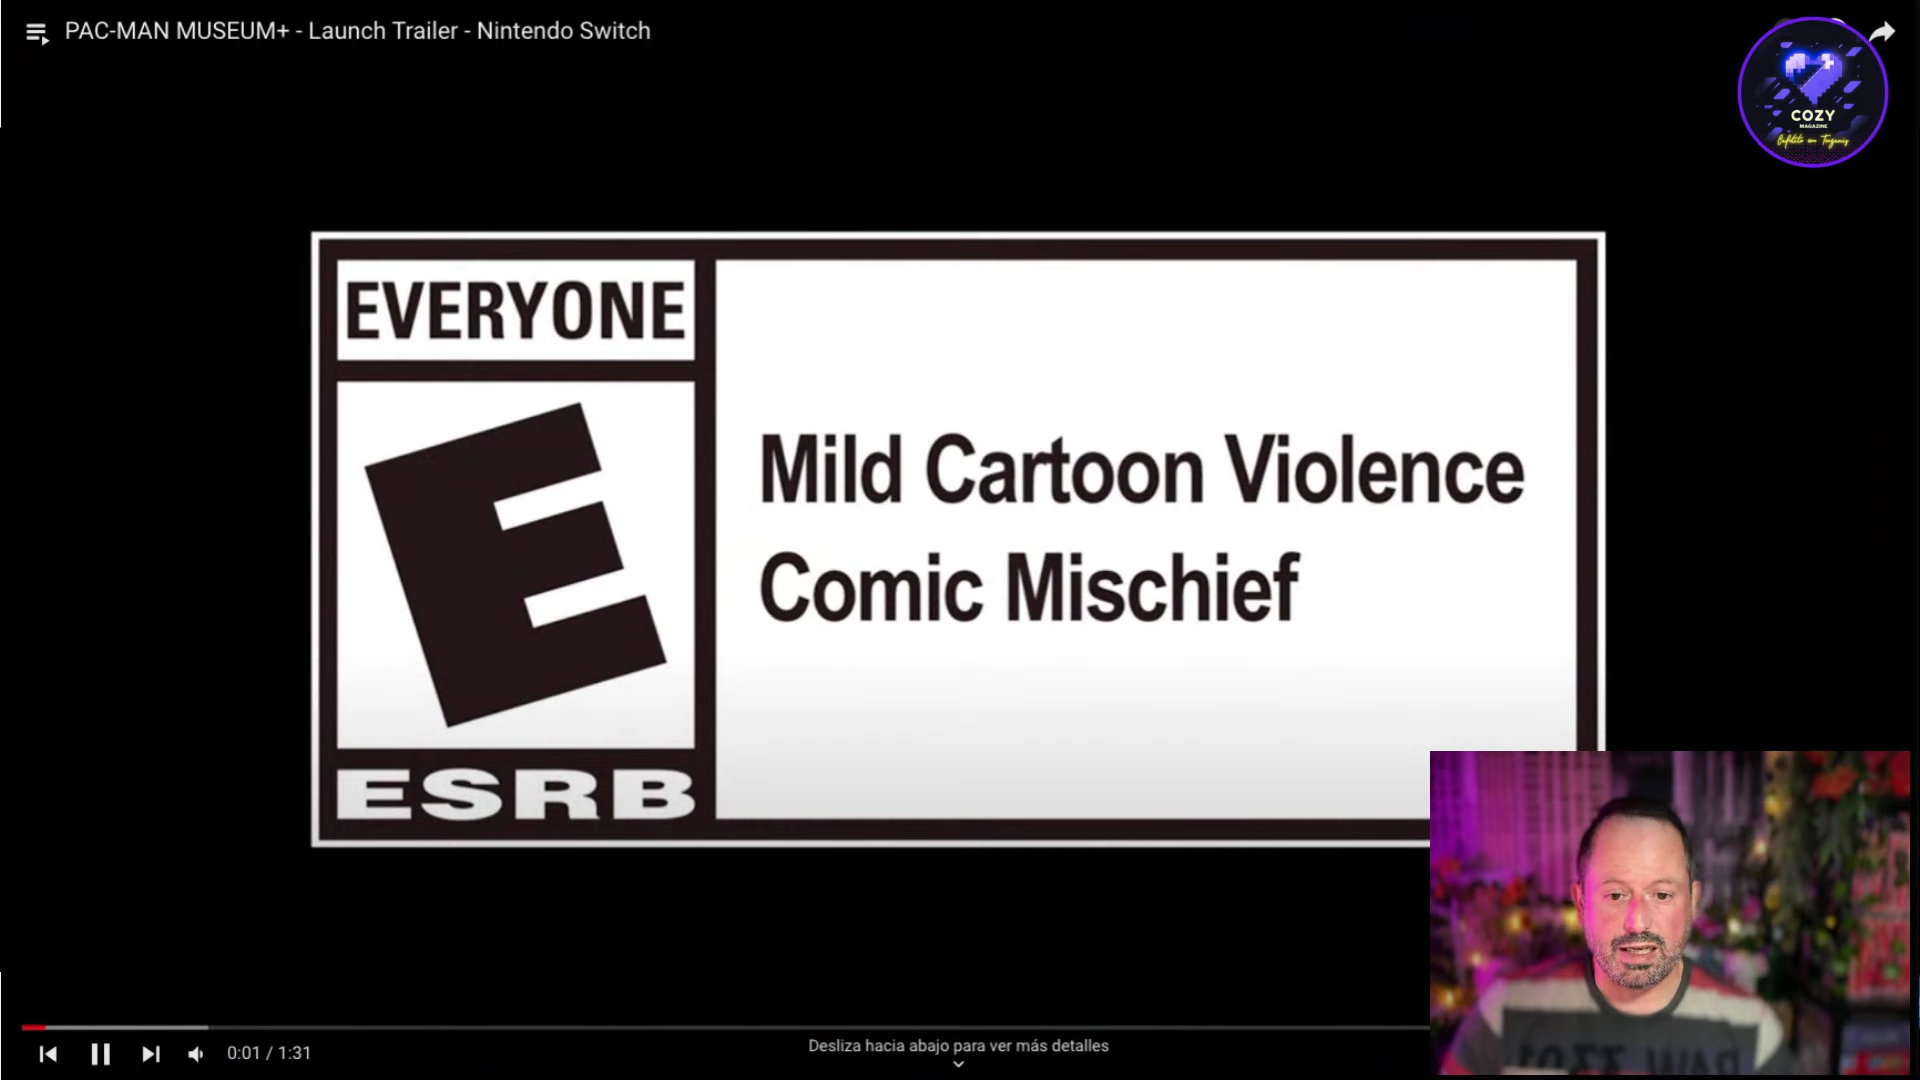 PAC-MAN MUSEUM+ - Launch Trailer - Nintendo Switch
COZY
MAGAZINE
EVERYONE
Mild Cartoon Violence
Comic Mischief
ESRB
0:01 / 1:31
Desliza hacia abajo para ver más detalles